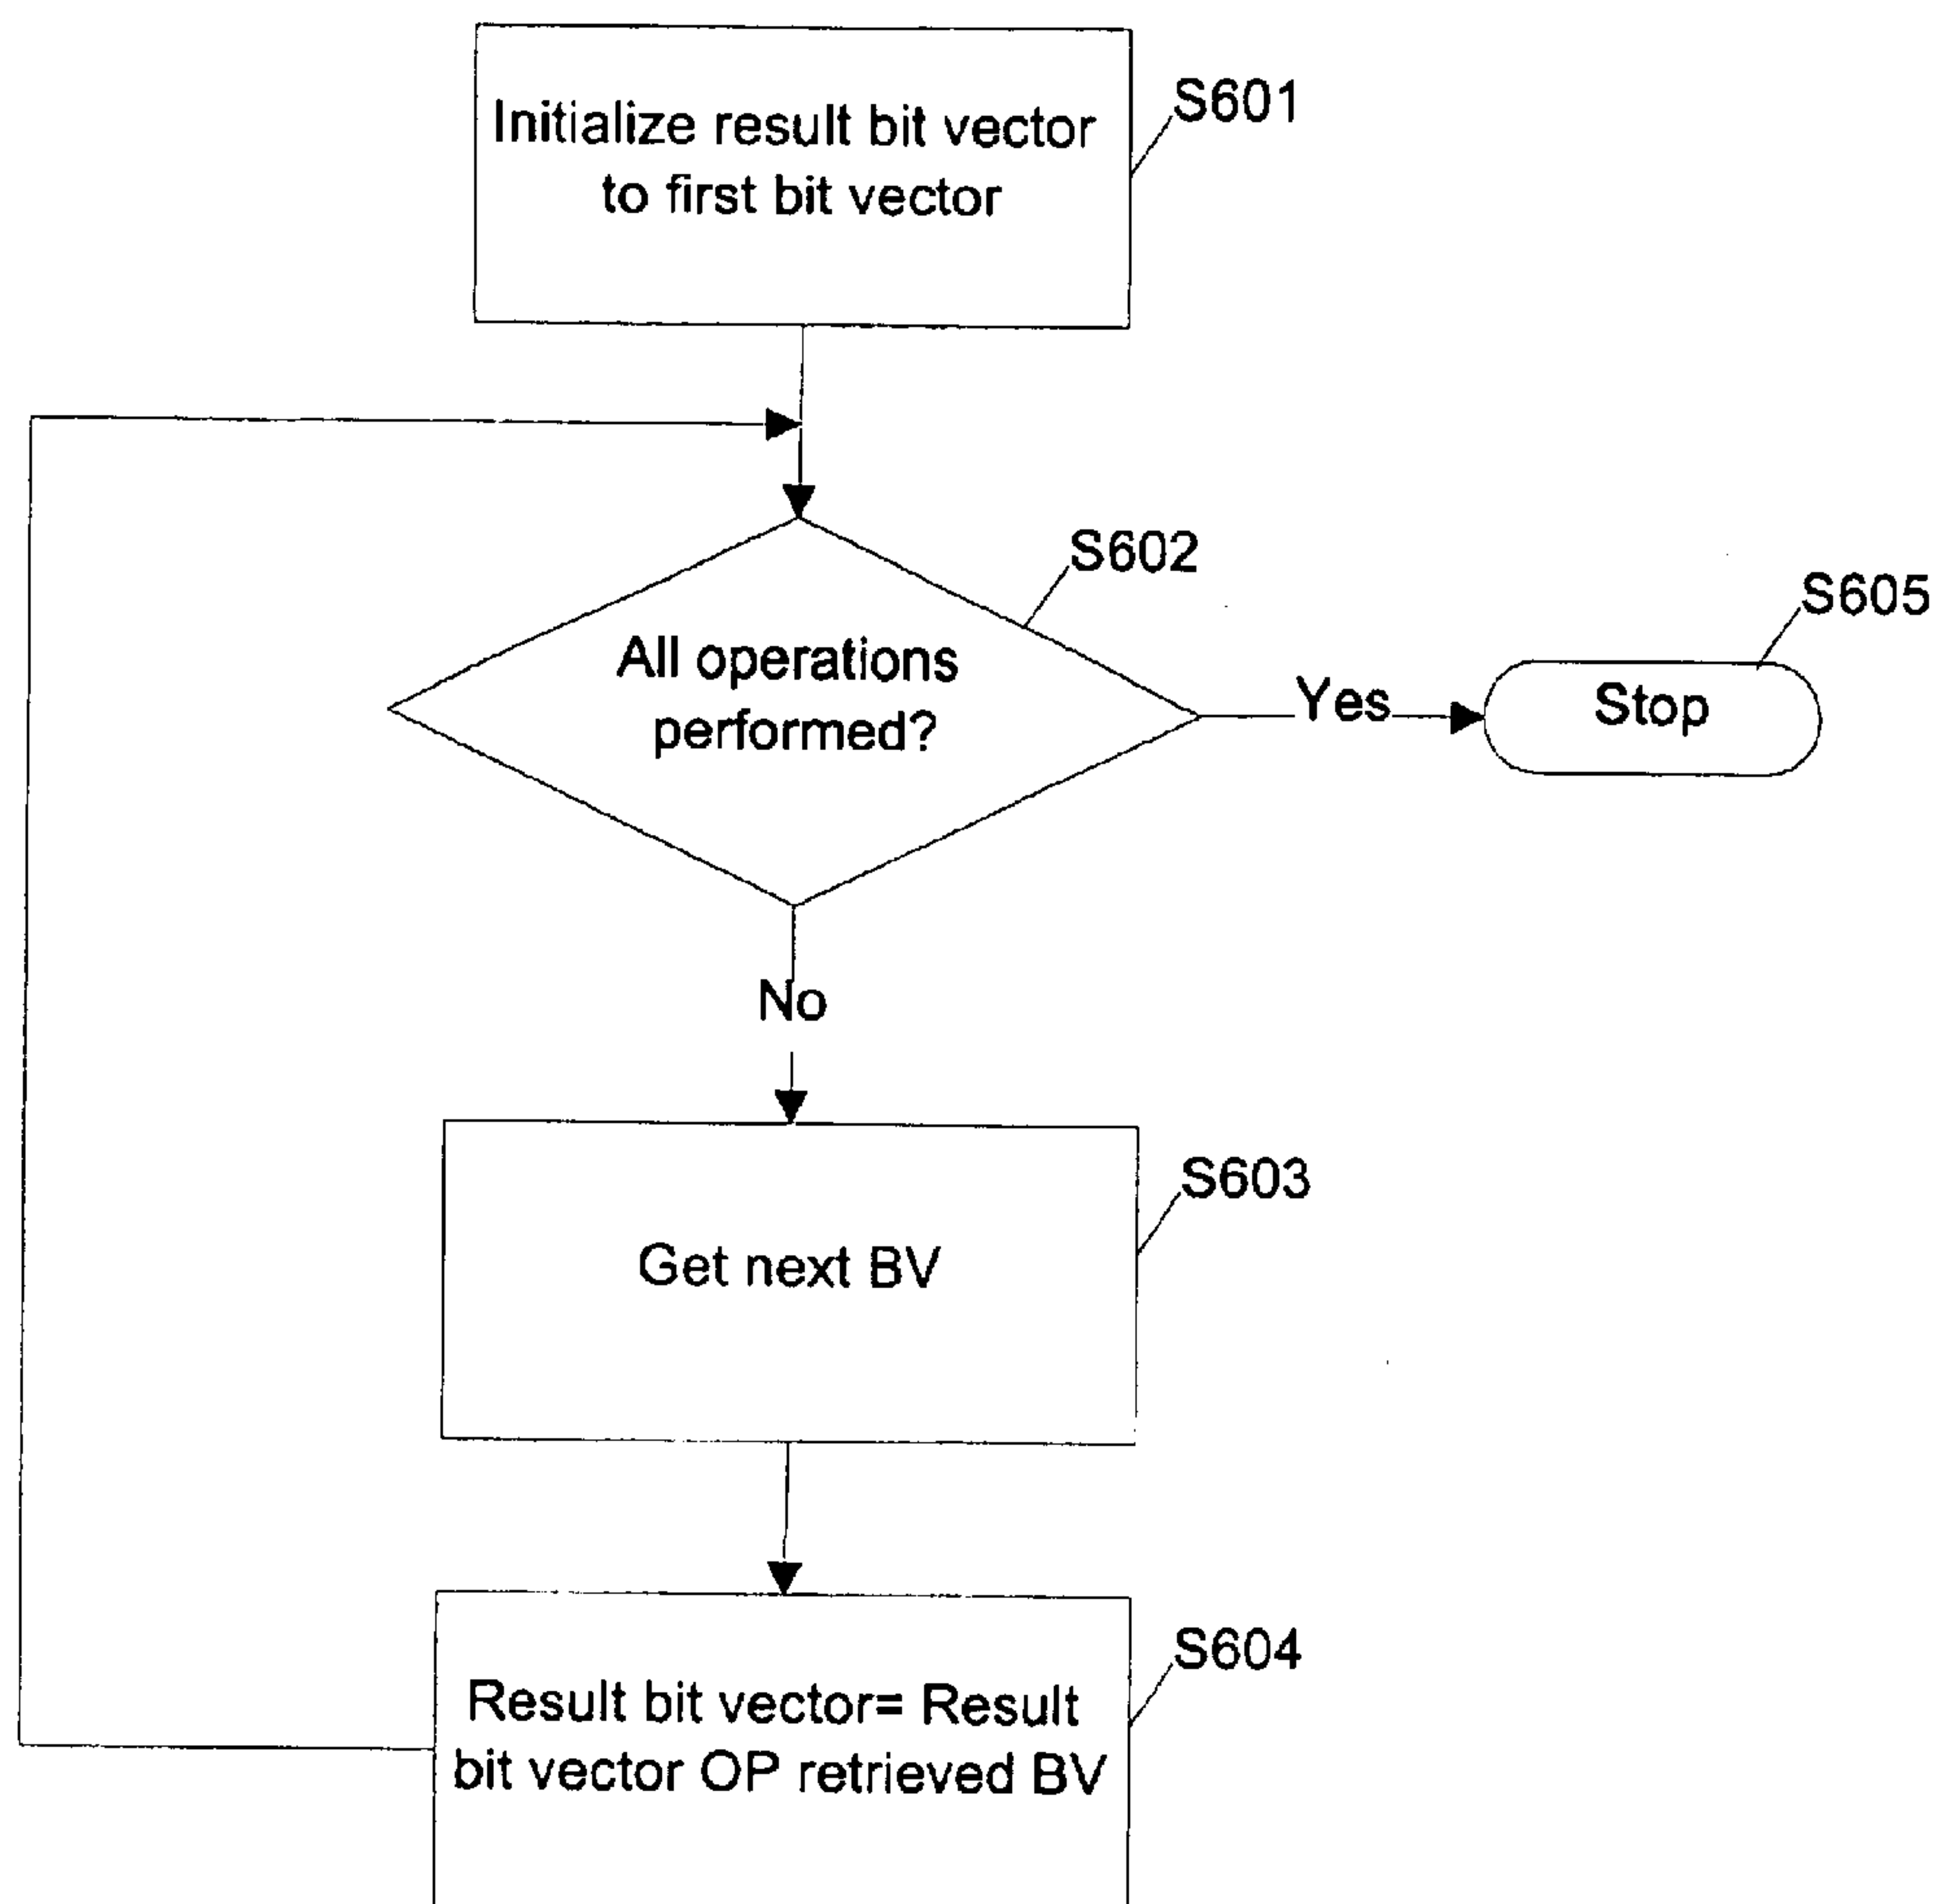 Initialize result bit vector
to first bit vector
S601
All operations
performed?
S602
Yes
Stop
S605
No
Get next BV
S603
Result bit vector= Result
bit vector OP retrieved BV
S604